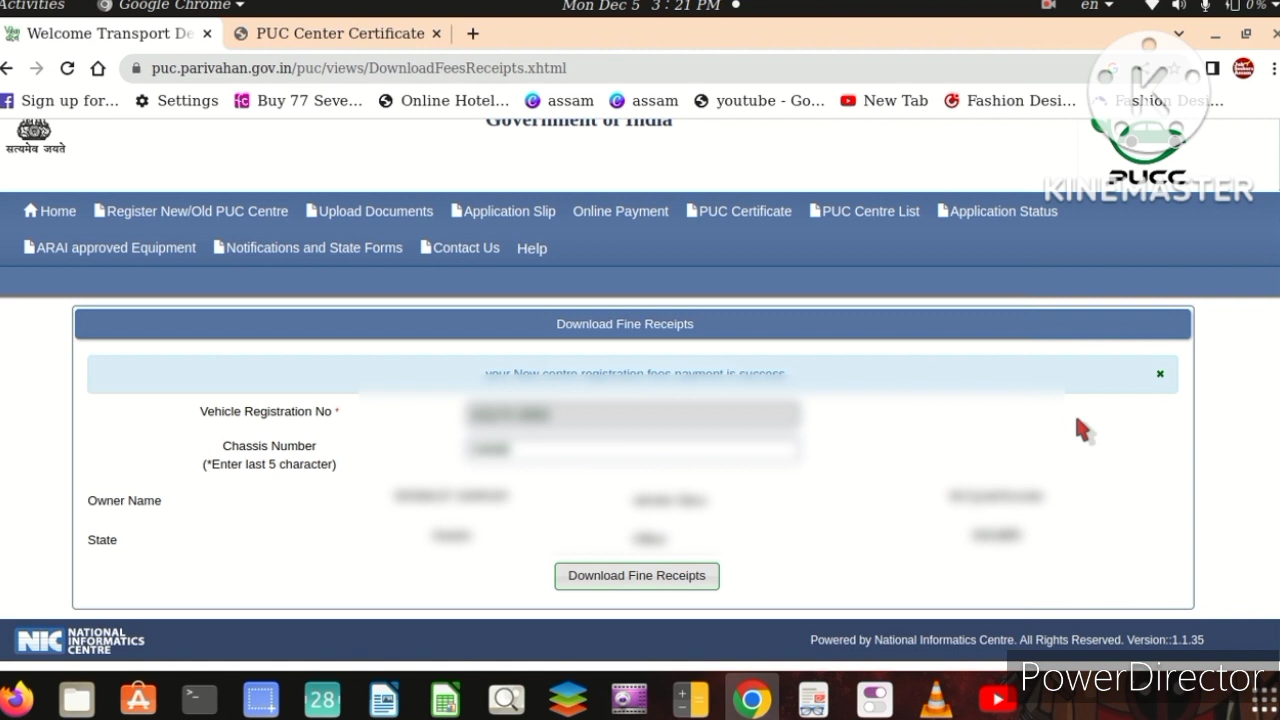 Activities Google Chrome Mon Dec 5 3:21 PM en 0%
Welcome Transport De × PUC Center Certificate × +
puc.parivahan.gov.in/puc/views/DownloadFeesReceipts.xhtml
Sign up for... Settings Buy 77 Seve... Online Hotel... assam assam youtube - Go... New Tab Fashion Desi... Fashion Desi...
Government of India
सत्यमेव जयते
K
PUCC
KINEMASTER
Home Register New/Old PUC Centre Upload Documents Application Slip Online Payment PUC Certificate PUC Centre List Application Status
ARAI approved Equipment Notifications and State Forms Contact Us Help
Download Fine Receipts
your New centre registration fees payment is success
Vehicle Registration No *
Chassis Number
(*Enter last 5 character)
Owner Name
State
Download Fine Receipts
NIC NATIONAL INFORMATICS CENTRE
Powered by National Informatics Centre. All Rights Reserved. Version::1.1.35
PowerDirector
28